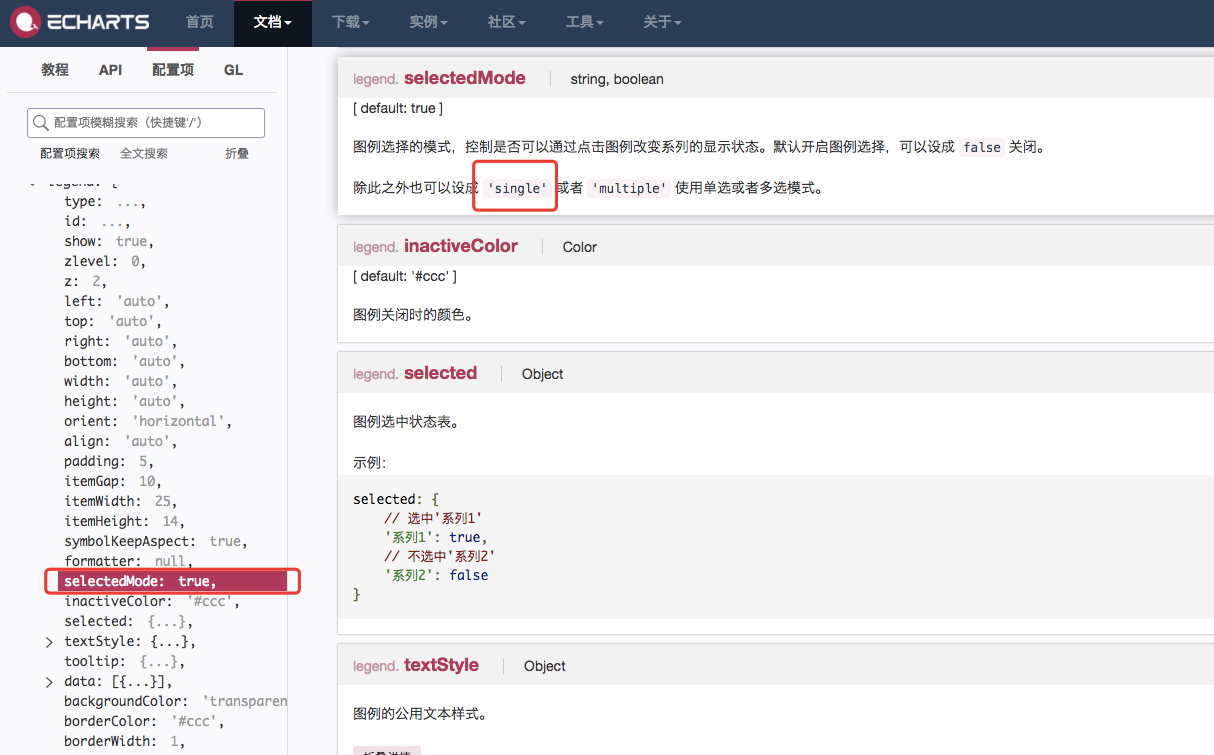 ECHARTS 首页 文档 下载 实例 社区 工具 关于
教程 API 配置项 GL
配置项模糊搜索（快捷键'/'）
配置项搜索 全文搜索 折叠
legend: {
type: ...,
id: ...,
show: true,
zlevel: 0,
z: 2,
left: 'auto',
top: 'auto',
right: 'auto',
bottom: 'auto',
width: 'auto',
height: 'auto',
orient: 'horizontal',
align: 'auto',
padding: 5,
itemGap: 10,
itemWidth: 25,
itemHeight: 14,
symbolKeepAspect: true,
formatter: null,
selectedMode: true,
inactiveColor: '#ccc',
selected: {...},
textStyle: {...},
tooltip: {...},
data: [{...}],
backgroundColor: 'transparen
borderColor: '#ccc',
borderWidth: 1,
legend. selectedMode string, boolean
[ default: true ]
图例选择的模式，控制是否可以通过点击图例改变系列的显示状态。默认开启图例选择，可以设成 false 关闭。
除此之外也可以设成 'single' 或者 'multiple' 使用单选或者多选模式。
legend. inactiveColor Color
[ default: '#ccc' ]
图例关闭时的颜色。
legend. selected Object
图例选中状态表。
示例：
selected: {
// 选中'系列1'
'系列1': true,
// 不选中'系列2'
'系列2': false
}
legend. textStyle Object
图例的公用文本样式。
折叠详情